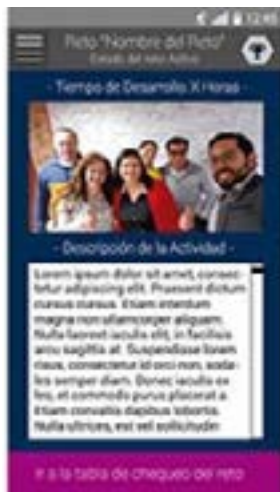 12:00
Reto "Nombre del Reto"
Estado del reto: Activo
- Tiempo de Desarrollo: X Horas -
- Descripción de la Actividad -
Lorem ipsum dolor sit amet, consec-
tetur adipiscing elit. Praesent dictum
cursus cursus. Etiam interdum
magna non ullamcorper aliquam.
Nulla laoreet iaculis elit, in facilisis
arcu sagittis at. Suspendisse lorem
risus, consectetur id orci non, soda-
les semper diam. Donec iaculis ex
leo, et commodo purus placerat a.
Etiam convallis dapibus lobortis.
Nulla ultrices, est vel sollicitudin
Ir a la tabla de chequeo del reto